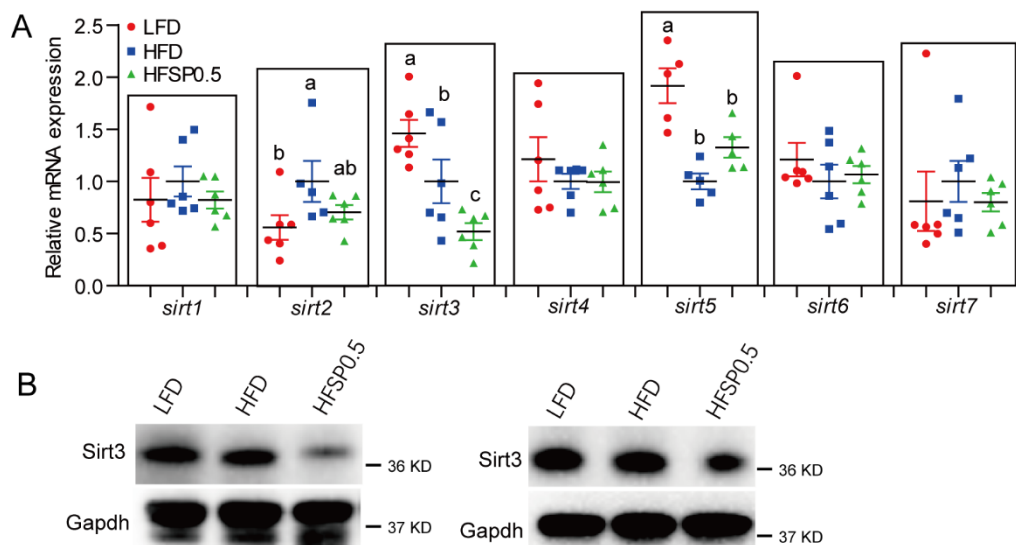 A
LFD
HFD
HFSP0.5
Relative mRNA expression
2.5
2.0
1.5
1.0
0.5
0.0
b
a
ab
a
b
c
a
b
b
sirt1
sirt2
sirt3
sirt4
sirt5
sirt6
sirt7
B
LFD
HFD
HFSP0.5
Sirt3
36 KD
Gapdh
37 KD
LFD
HFD
HFSP0.5
Sirt3
36 KD
Gapdh
37 KD